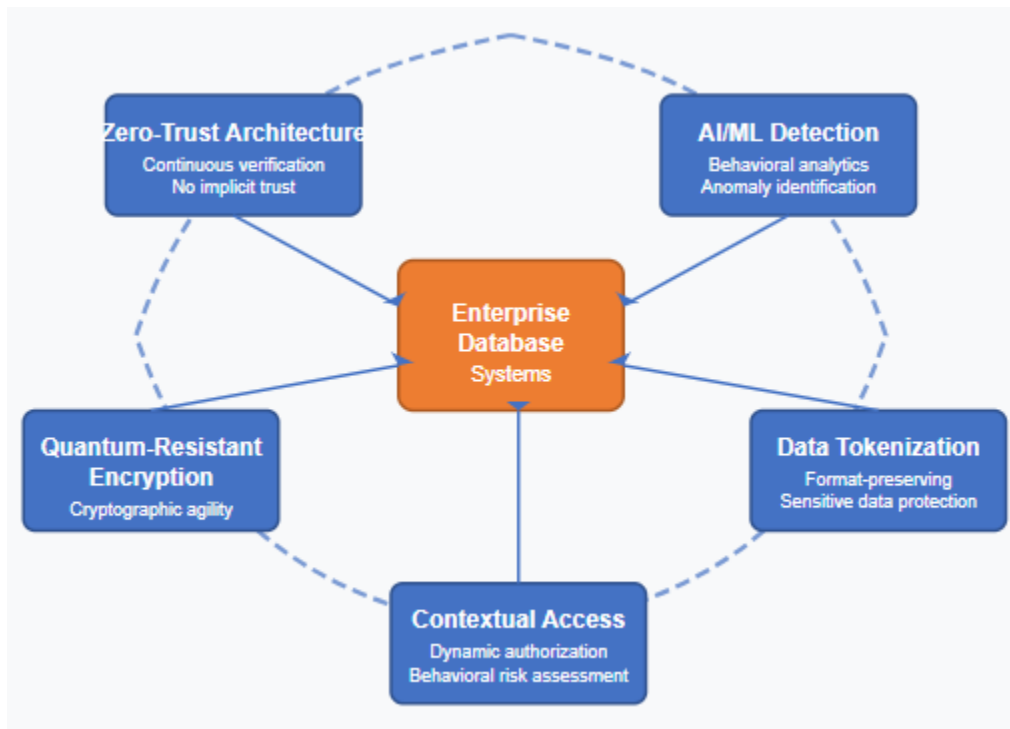 Zero-Trust Architecture
Continuous verification
No implicit trust
AI/ML Detection
Behavioral analytics
Anomaly identification
Enterprise
Database
Systems
Quantum-Resistant
Encryption
Cryptographic agility
Data Tokenization
Format-preserving
Sensitive data protection
Contextual Access
Dynamic authorization
Behavioral risk assessment